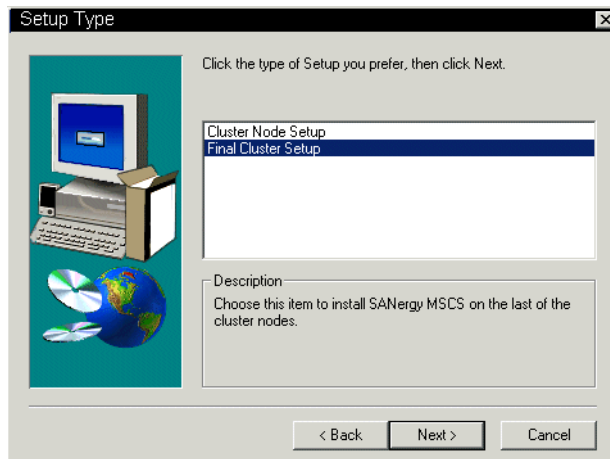 Setup Type
Click the type of Setup you prefer, then click Next.
Cluster Node Setup
Final Cluster Setup
Description
Choose this item to install SANergy MSCS on the last of the
cluster nodes.
< Back
Next >
Cancel